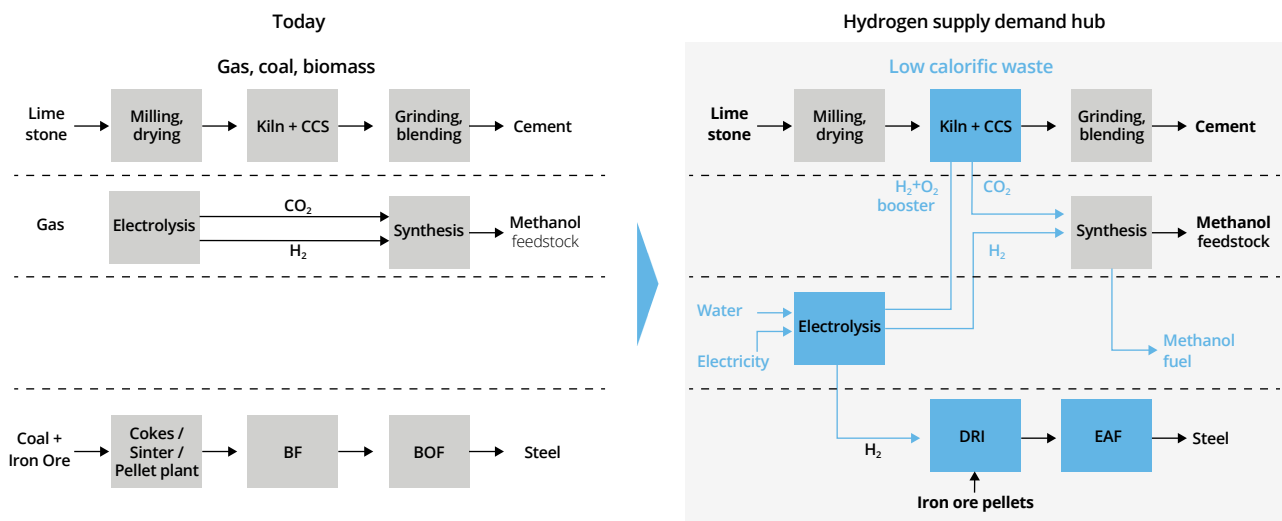 Today
Gas, coal, biomass
Lime
stone
Milling,
drying
Kiln + CCS
Grinding,
blending
Cement
Gas
Electrolysis
CO₂
H₂
Synthesis
Methanol
feedstock
Coal +
Iron Ore
Cokes /
Sinter /
Pellet plant
BF
BOF
Steel
Hydrogen supply demand hub
Low calorific waste
Lime
stone
Milling,
drying
Kiln + CCS
Grinding,
blending
Cement
H₂+O₂
booster
CO₂
H₂
Synthesis
Methanol
feedstock
Water
Electricity
Electrolysis
Methanol
fuel
H₂
DRI
EAF
Steel
Iron ore pellets